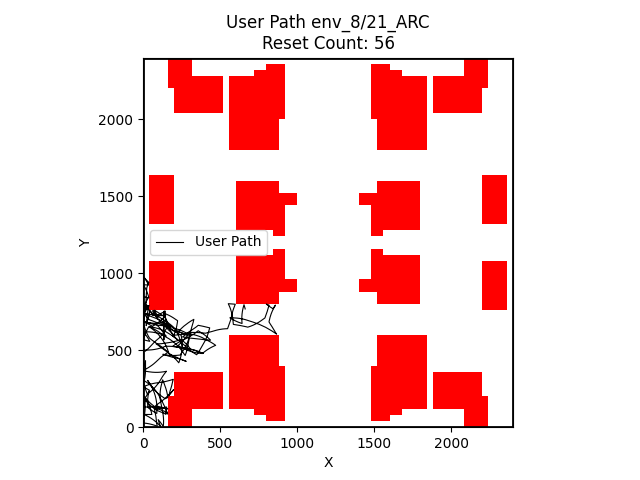 User Path env_8/21_ARC
Reset Count: 56
Y
2000
1500
1000
500
0
User Path
0 500 1000 1500 2000
X